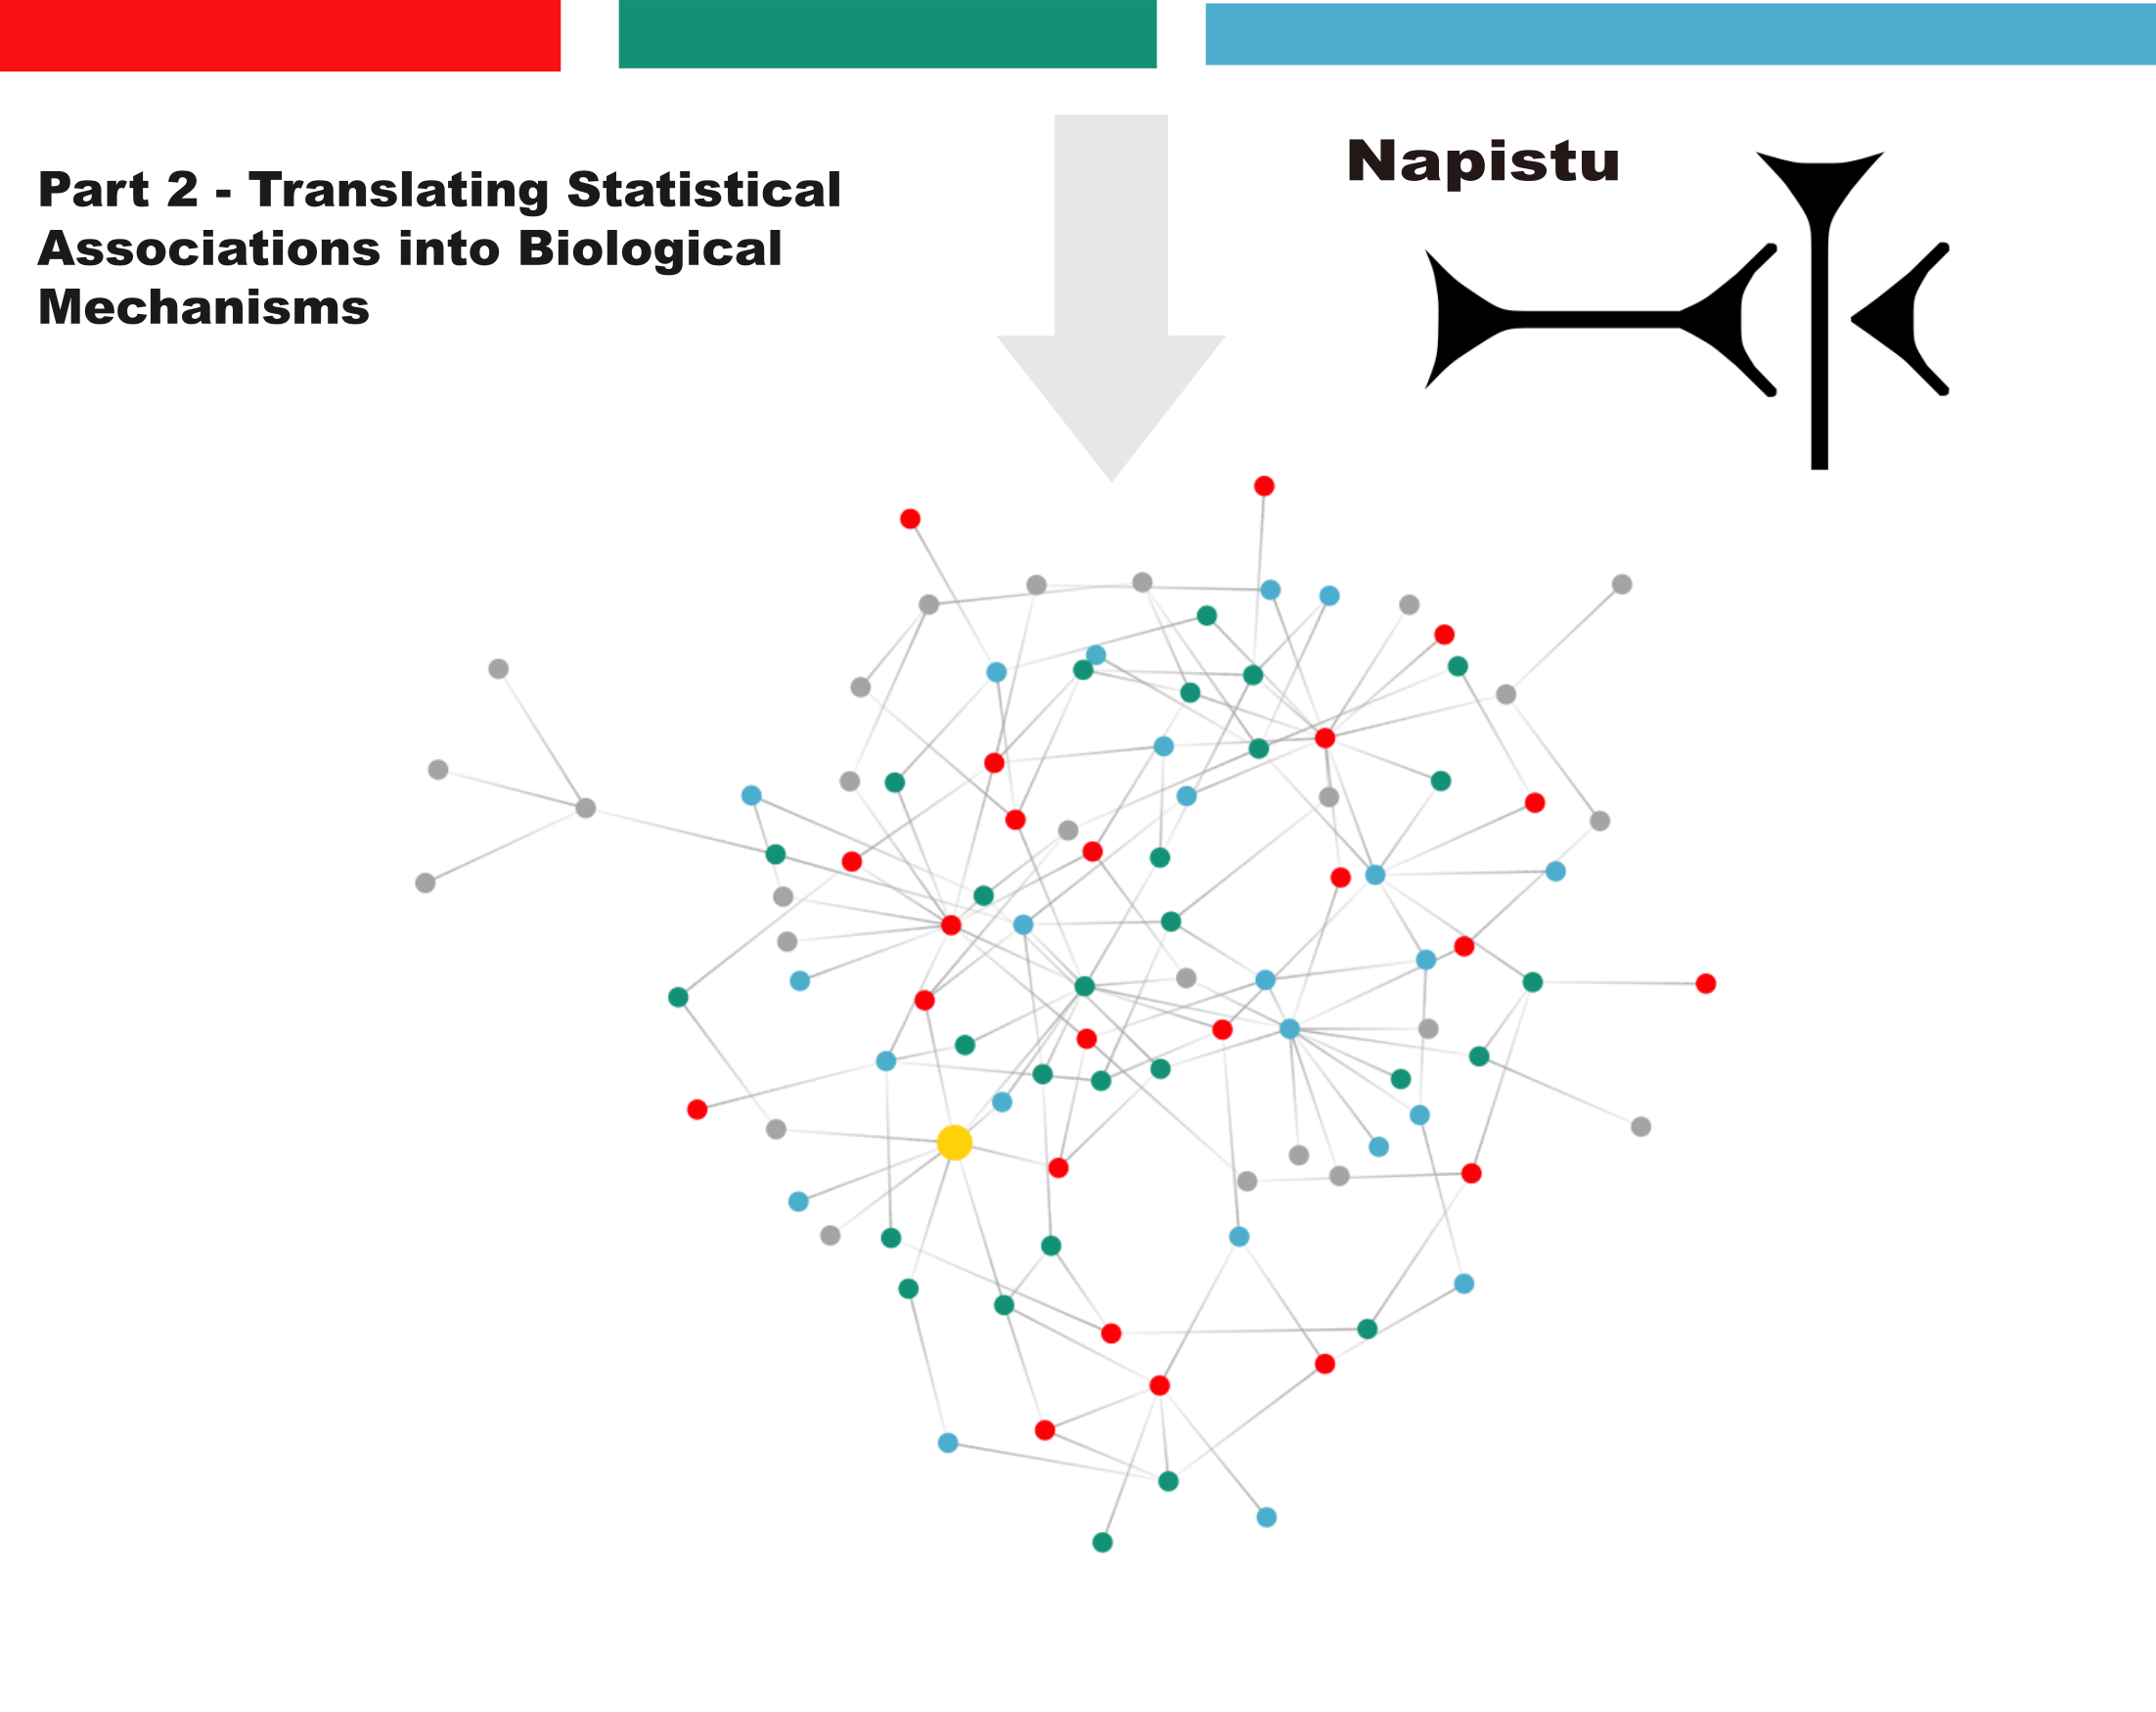 Part 2 - Translating Statistical
Associations into Biological
Mechanisms
Napistu